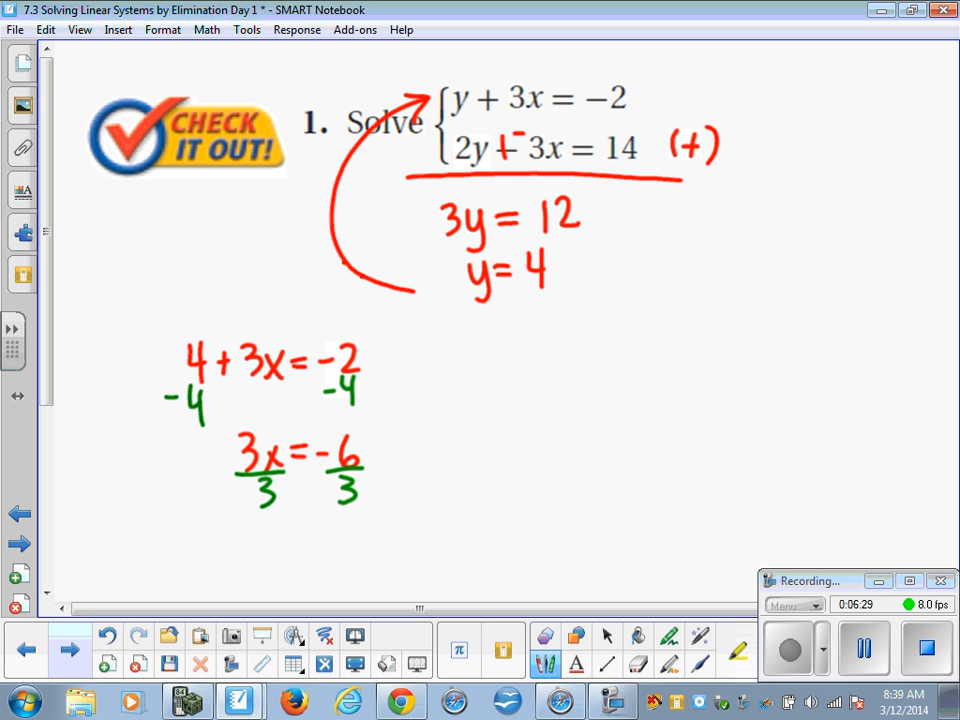 7.3 Solving Linear Systems by Elimination Day 1 * - SMART Notebook
File Edit View Insert Format Math Tools Response Add-ons Help
CHECK
IT OUT!
1. Solve
y + 3x = −2
2y − 3x = 14 (+)
3y = 12
y = 4
4 + 3x = -2
-4 -4
3x = -6
3 3
Recording...
Menu 0:06:29 8.0 fps
8:39 AM
3/12/2014